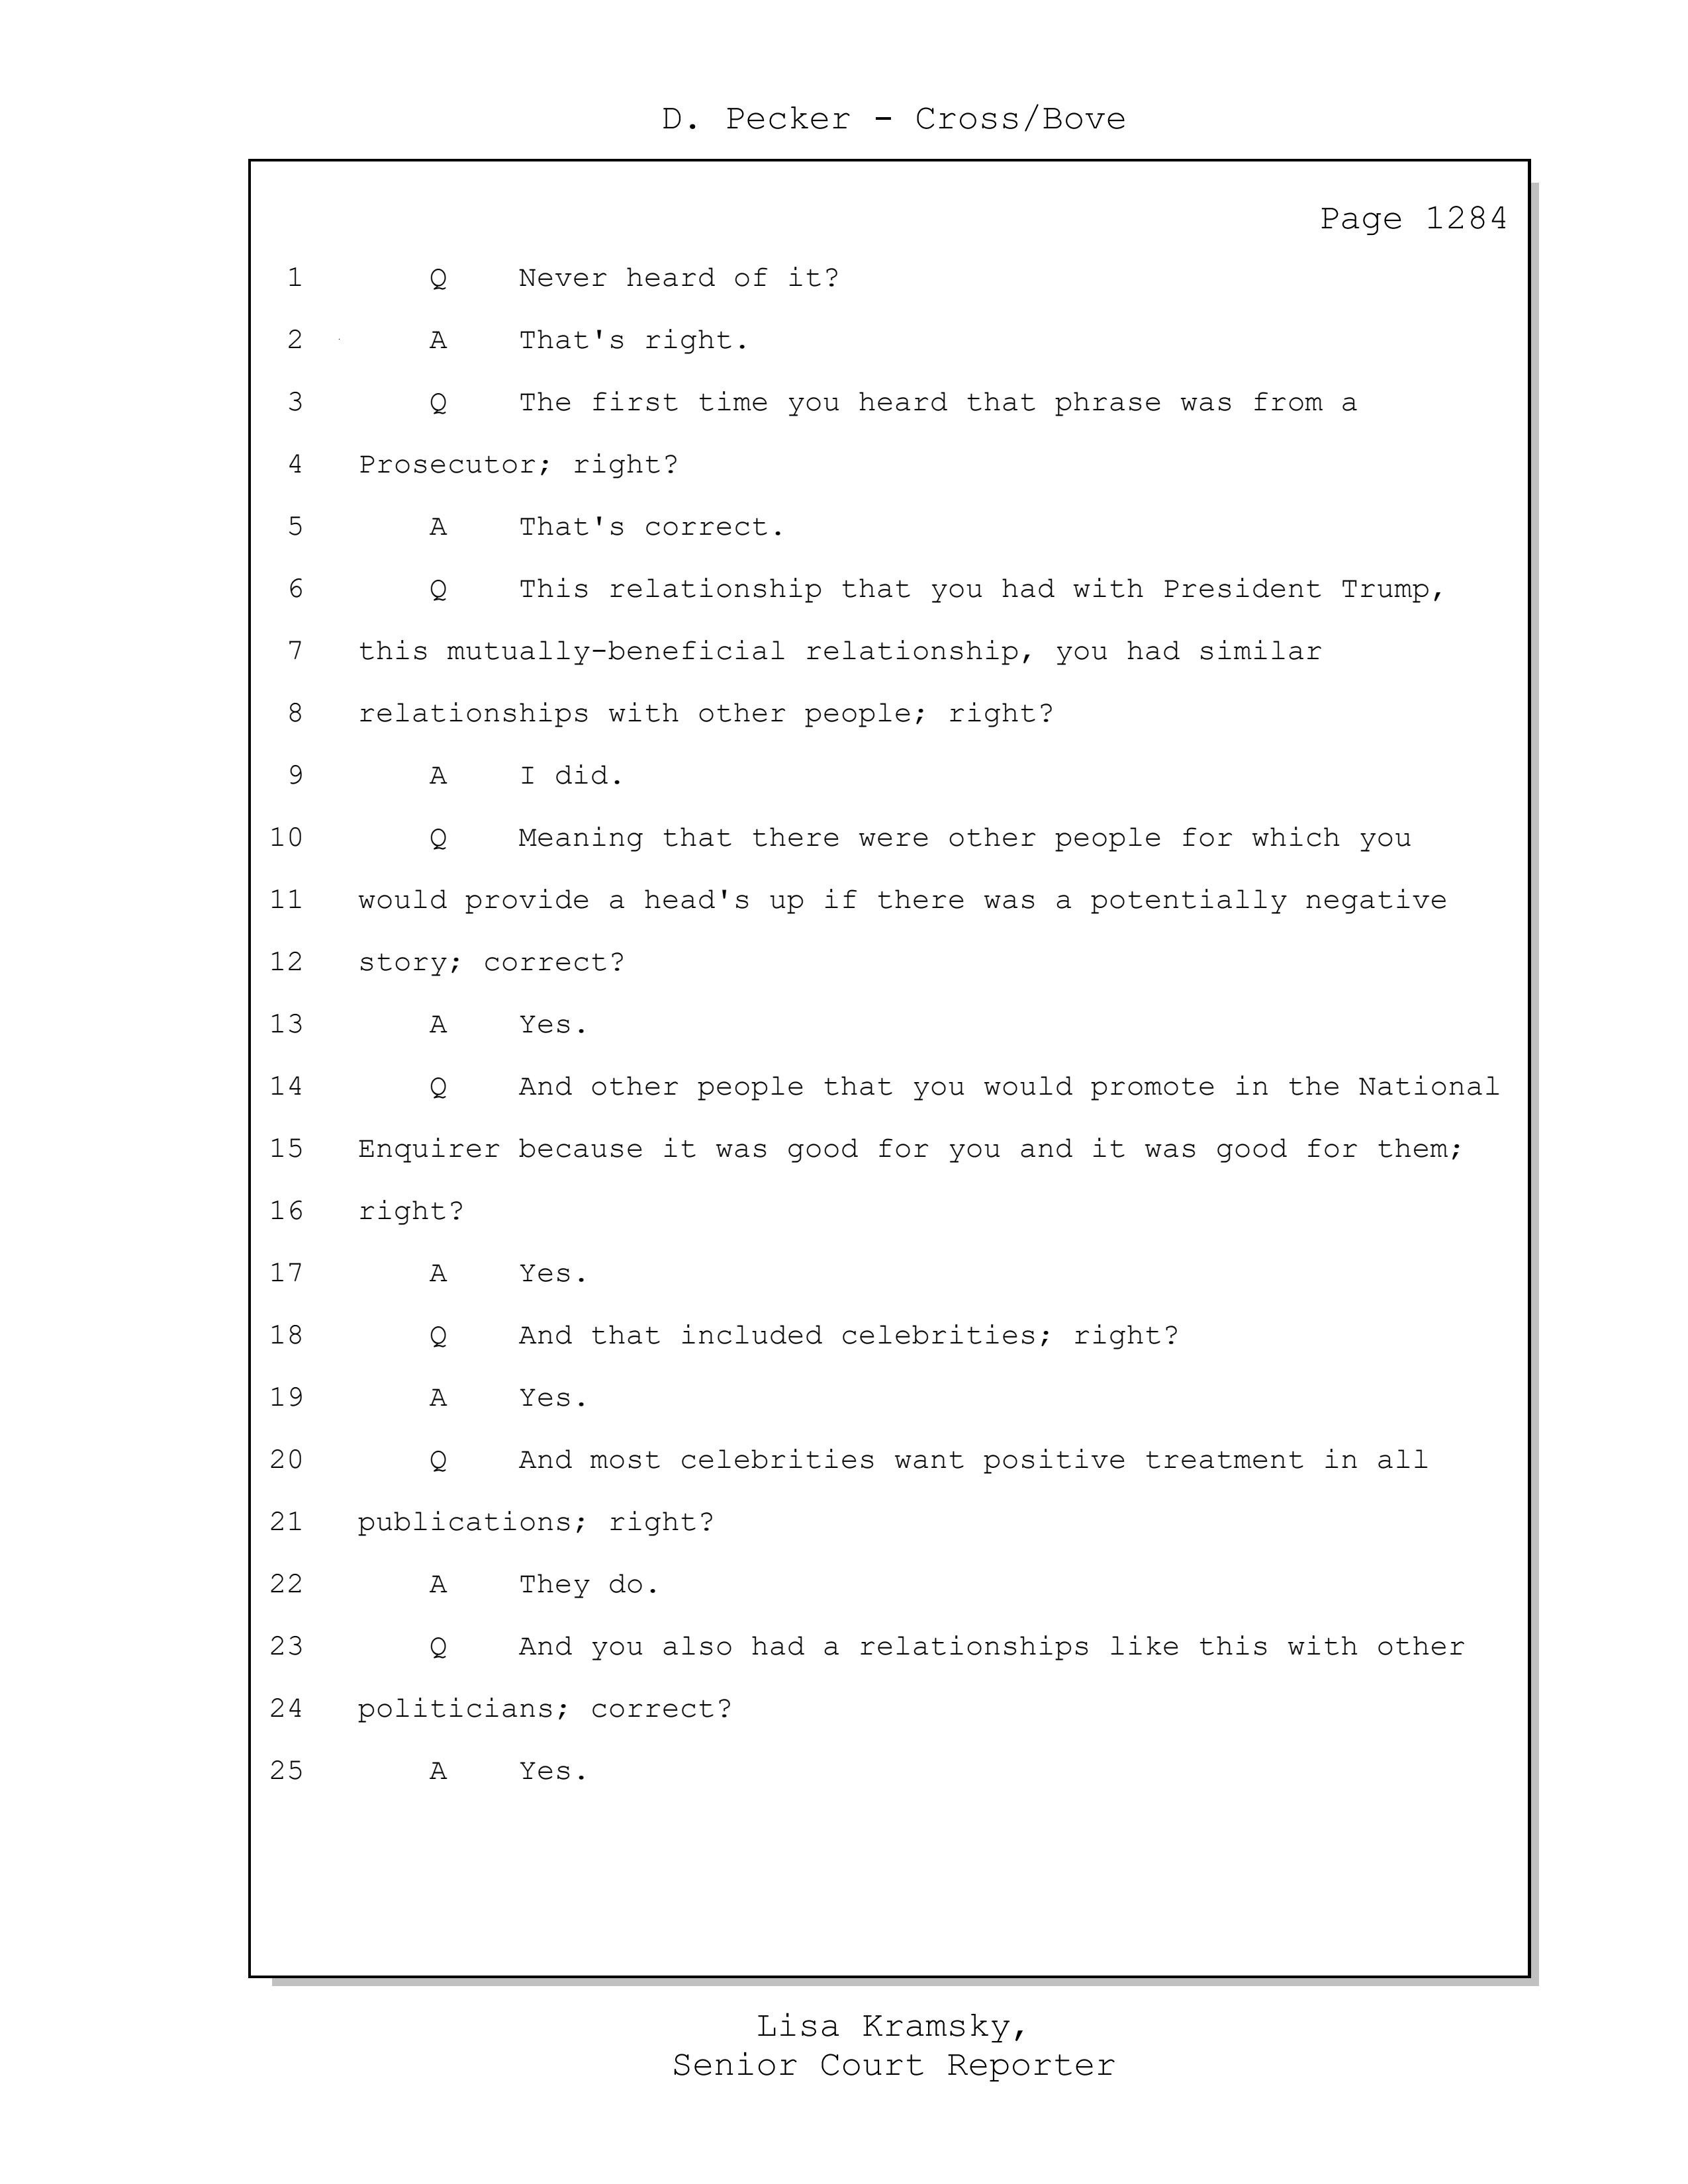 D. Pecker - Cross/Bove
Page 1284
1 Q Never heard of it?
2 A That's right.
3 Q The first time you heard that phrase was from a
4 Prosecutor; right?
5 A That's correct.
6 Q This relationship that you had with President Trump,
7 this mutually-beneficial relationship, you had similar
8 relationships with other people; right?
9 A I did.
10 Q Meaning that there were other people for which you
11 would provide a head's up if there was a potentially negative
12 story; correct?
13 A Yes.
14 Q And other people that you would promote in the National
15 Enquirer because it was good for you and it was good for them;
16 right?
17 A Yes.
18 Q And that included celebrities; right?
19 A Yes.
20 Q And most celebrities want positive treatment in all
21 publications; right?
22 A They do.
23 Q And you also had a relationships like this with other
24 politicians; correct?
25 A Yes.
Lisa Kramsky,
Senior Court Reporter